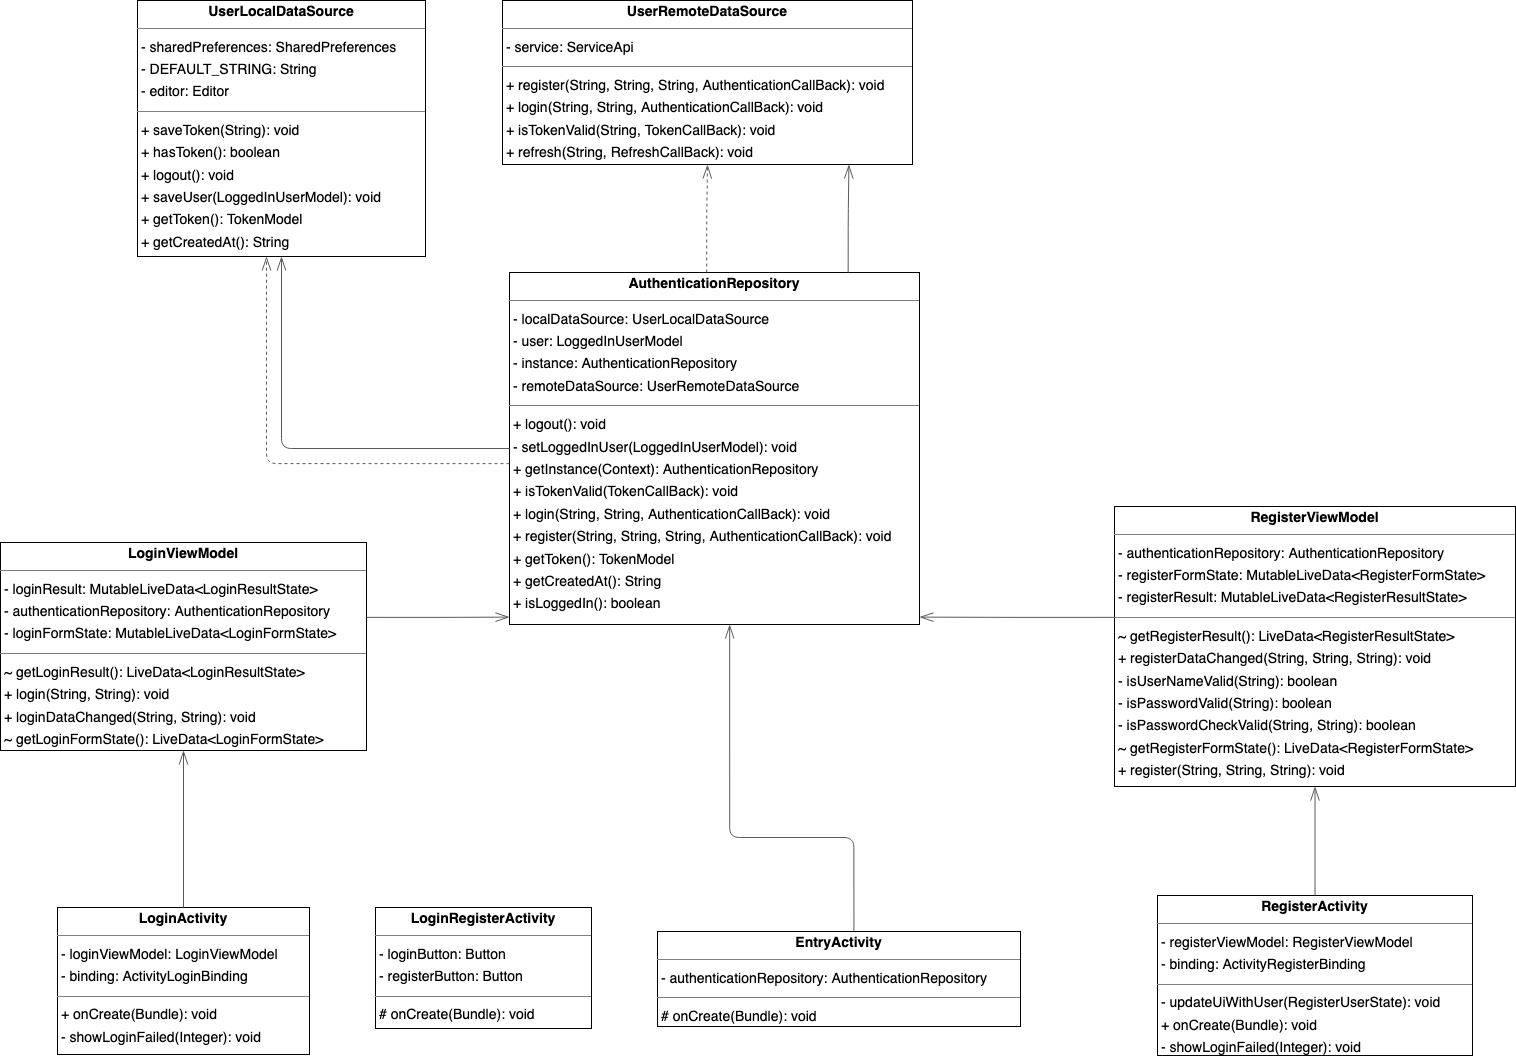 UserLocalDataSource
- sharedPreferences: SharedPreferences
- DEFAULT_STRING: String
- editor: Editor
+ saveToken(String): void
+ hasToken(): boolean
+ logout(): void
+ saveUser(LoggedInUserModel): void
+ getToken(): TokenModel
+ getCreatedAt(): String
UserRemoteDataSource
- service: ServiceApi
+ register(String, String, String, AuthenticationCallBack): void
+ login(String, String, AuthenticationCallBack): void
+ isTokenValid(String, TokenCallBack): void
+ refresh(String, RefreshCallBack): void
AuthenticationRepository
- localDataSource: UserLocalDataSource
- user: LoggedInUserModel
- instance: AuthenticationRepository
- remoteDataSource: UserRemoteDataSource
+ logout(): void
- setLoggedInUser(LoggedInUserModel): void
+ getInstance(Context): AuthenticationRepository
+ isTokenValid(TokenCallBack): void
+ login(String, String, AuthenticationCallBack): void
+ register(String, String, String, AuthenticationCallBack): void
+ getToken(): TokenModel
+ getCreatedAt(): String
+ isLoggedIn(): boolean
LoginViewModel
- loginResult: MutableLiveData<LoginResultState>
- authenticationRepository: AuthenticationRepository
- loginFormState: MutableLiveData<LoginFormState>
~ getLoginResult(): LiveData<LoginResultState>
+ login(String, String): void
+ loginDataChanged(String, String): void
~ getLoginFormState(): LiveData<LoginFormState>
RegisterViewModel
- authenticationRepository: AuthenticationRepository
- registerFormState: MutableLiveData<RegisterFormState>
- registerResult: MutableLiveData<RegisterResultState>
~ getRegisterResult(): LiveData<RegisterResultState>
+ registerDataChanged(String, String, String): void
- isUserNameValid(String): boolean
- isPasswordValid(String): boolean
- isPasswordCheckValid(String, String): boolean
~ getRegisterFormState(): LiveData<RegisterFormState>
+ register(String, String, String): void
LoginActivity
- loginViewModel: LoginViewModel
- binding: ActivityLoginBinding
+ onCreate(Bundle): void
- showLoginFailed(Integer): void
LoginRegisterActivity
- loginButton: Button
- registerButton: Button
# onCreate(Bundle): void
EntryActivity
- authenticationRepository: AuthenticationRepository
# onCreate(Bundle): void
RegisterActivity
- registerViewModel: RegisterViewModel
- binding: ActivityRegisterBinding
- updateUiWithUser(RegisterUserState): void
+ onCreate(Bundle): void
- showLoginFailed(Integer): void